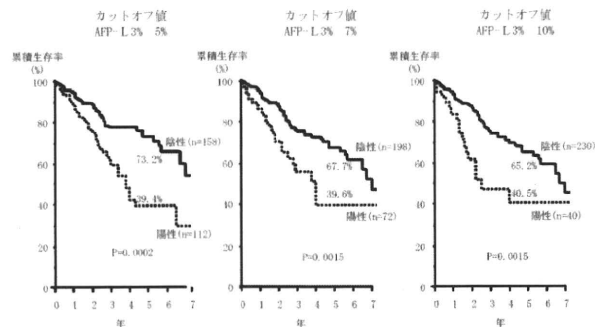 カットオフ値
AFP-L3% 5%
累積生存率
(%)
100
80
60
40
20
0
陰性(n=158)
73.2%
39.4%
陽性(n=112)
P=0.0002
0 1 2 3 4 5 6 7
年
カットオフ値
AFP-L3% 7%
累積生存率
(%)
100
80
60
40
20
0
陰性(n=198)
67.7%
39.6%
陽性(n=72)
P=0.0015
0 1 2 3 4 5 6 7
年
カットオフ値
AFP-L3% 10%
累積生存率
(%)
100
80
60
40
20
0
陰性(n=230)
65.2%
40.5%
陽性(n=40)
P=0.0015
0 1 2 3 4 5 6 7
年